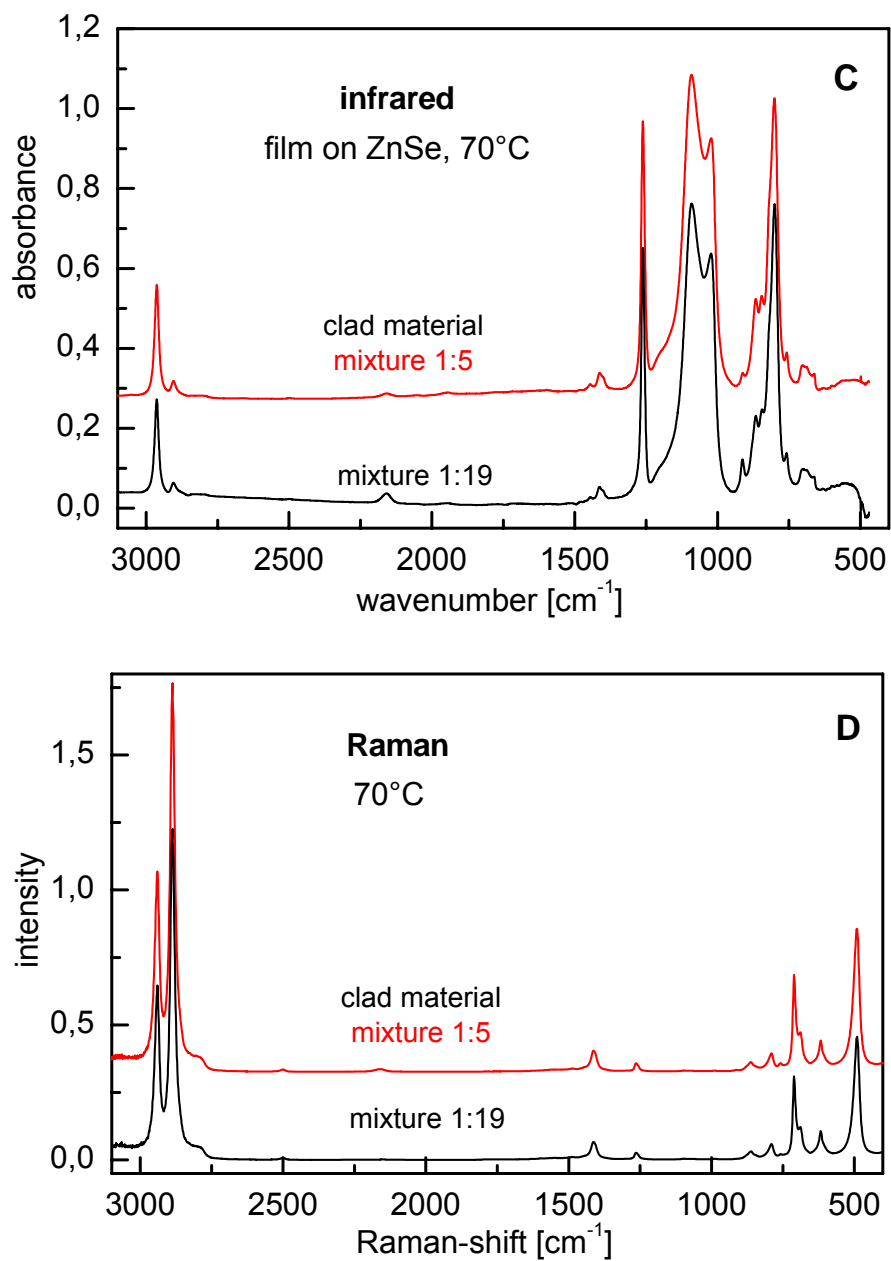 1,2
1,0
0,8
0,6
0,4
0,2
0,0
absorbance
C
infrared
film on ZnSe, 70°C
clad material
mixture 1:5
mixture 1:19
3000 2500 2000 1500 1000 500
wavenumber [cm⁻¹]
1,5
1,0
0,5
0,0
intensity
D
Raman
70°C
clad material
mixture 1:5
mixture 1:19
3000 2500 2000 1500 1000 500
Raman-shift [cm⁻¹]